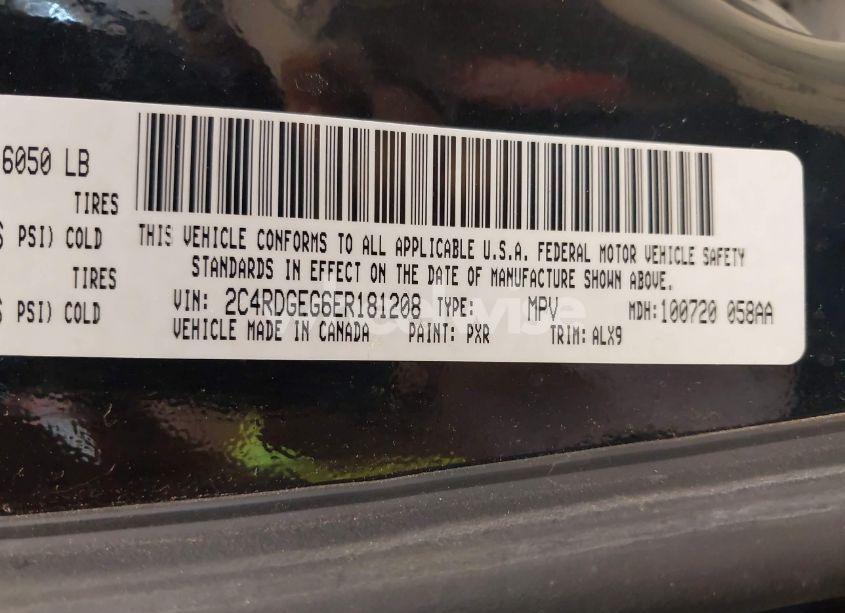 6050 LB
TIRES
PSI) COLD
TIRES
PSI) COLD
THIS VEHICLE CONFORMS TO ALL APPLICABLE U.S.A. FEDERAL MOTOR VEHICLE SAFETY
STANDARDS IN EFFECT ON THE DATE OF MANUFACTURE SHOWN ABOVE.
VIN: 2C4RDGEG6ER181208 TYPE: MPV MDH:100720 058AA
VEHICLE MADE IN CANADA PAINT: PXR TRIM: ALX9